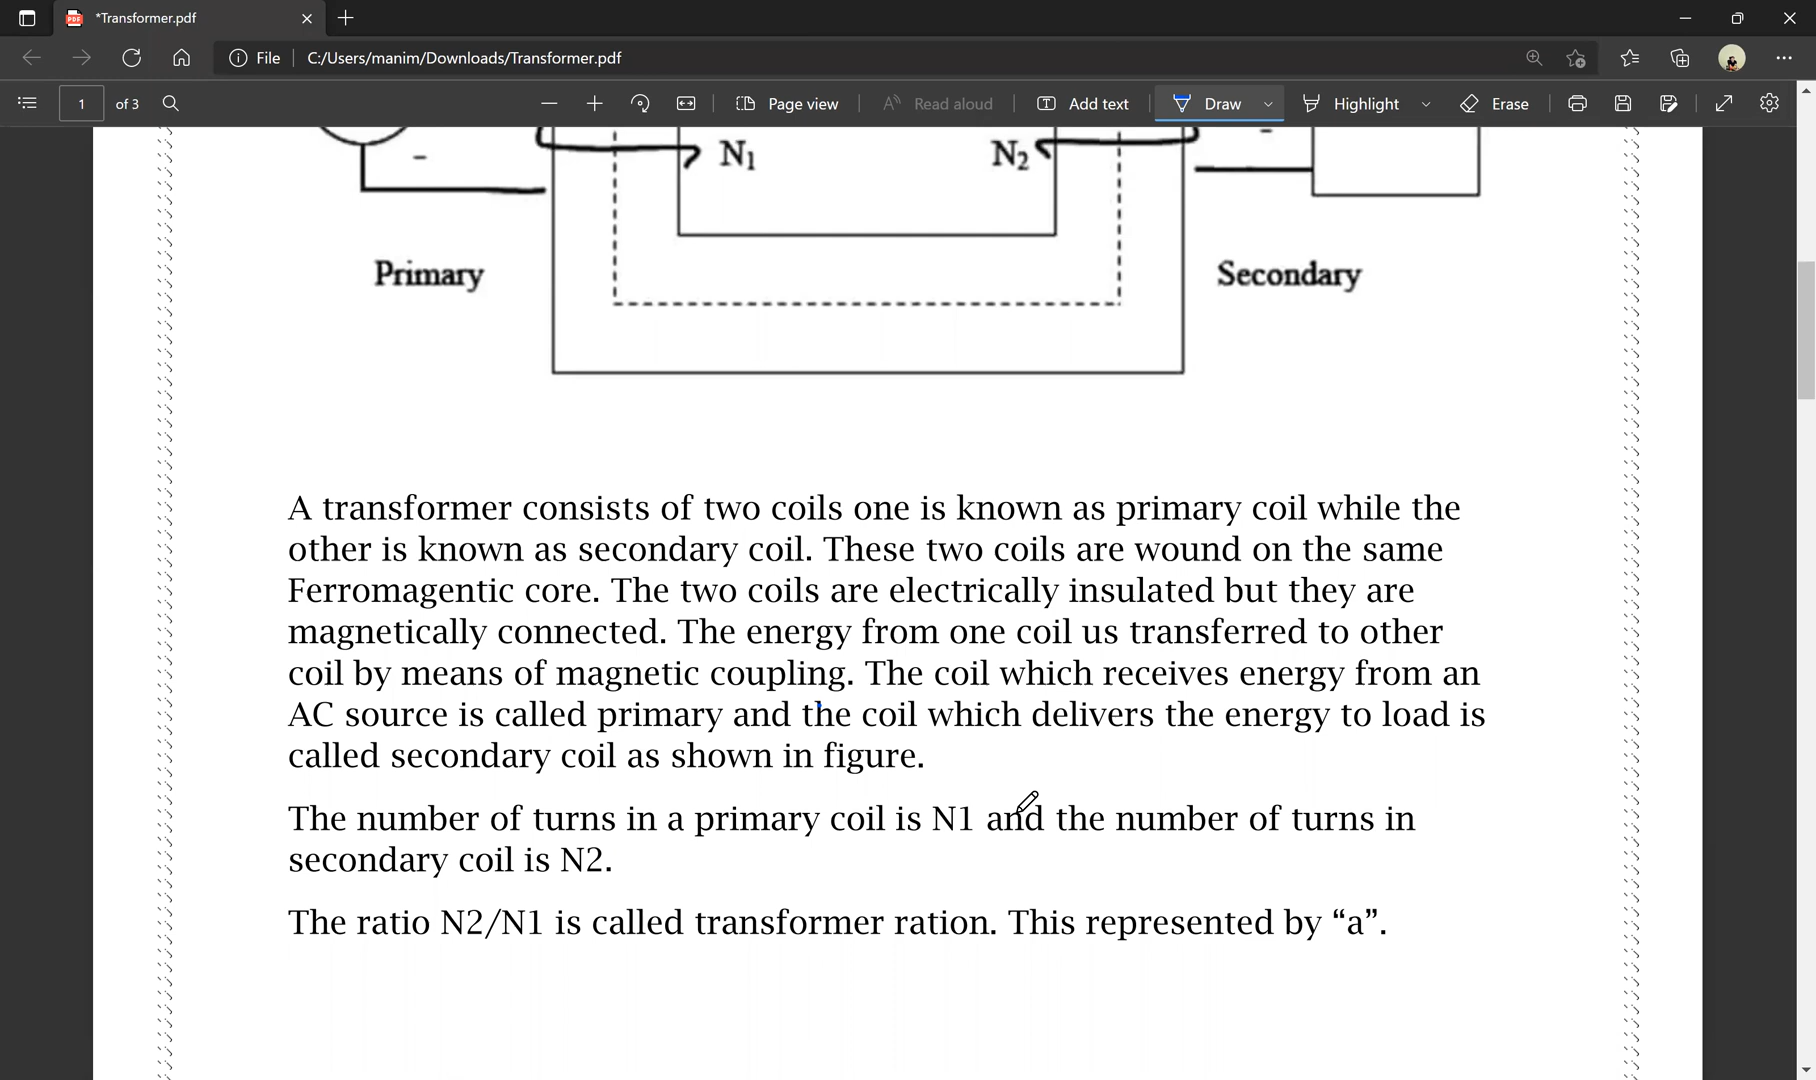 *Transformer.pdf
File
C:/Users/manim/Downloads/Transformer.pdf
1 of 3
Page view
Read aloud
Add text
Draw
Highlight
Erase
N1
N2
Primary
Secondary
A transformer consists of two coils one is known as primary coil while the
other is known as secondary coil. These two coils are wound on the same
Ferromagentic core. The two coils are electrically insulated but they are
magnetically connected. The energy from one coil us transferred to other
coil by means of magnetic coupling. The coil which receives energy from an
AC source is called primary and the coil which delivers the energy to load is
called secondary coil as shown in figure.
The number of turns in a primary coil is N1 and the number of turns in
secondary coil is N2.
The ratio N2/N1 is called transformer ration. This represented by “a”.